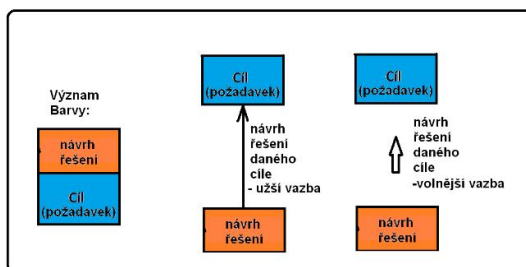 Význam
Barvy:
návrh
řešení
Cíl
(požadavek)
Cíl
(požadavek)
návrh
řešení
daného
cíle
- užší vazba
návrh
řešení
Cíl
(požadavek)
návrh
řešení
daného
cíle
-volnější vazba
návrh
řešení